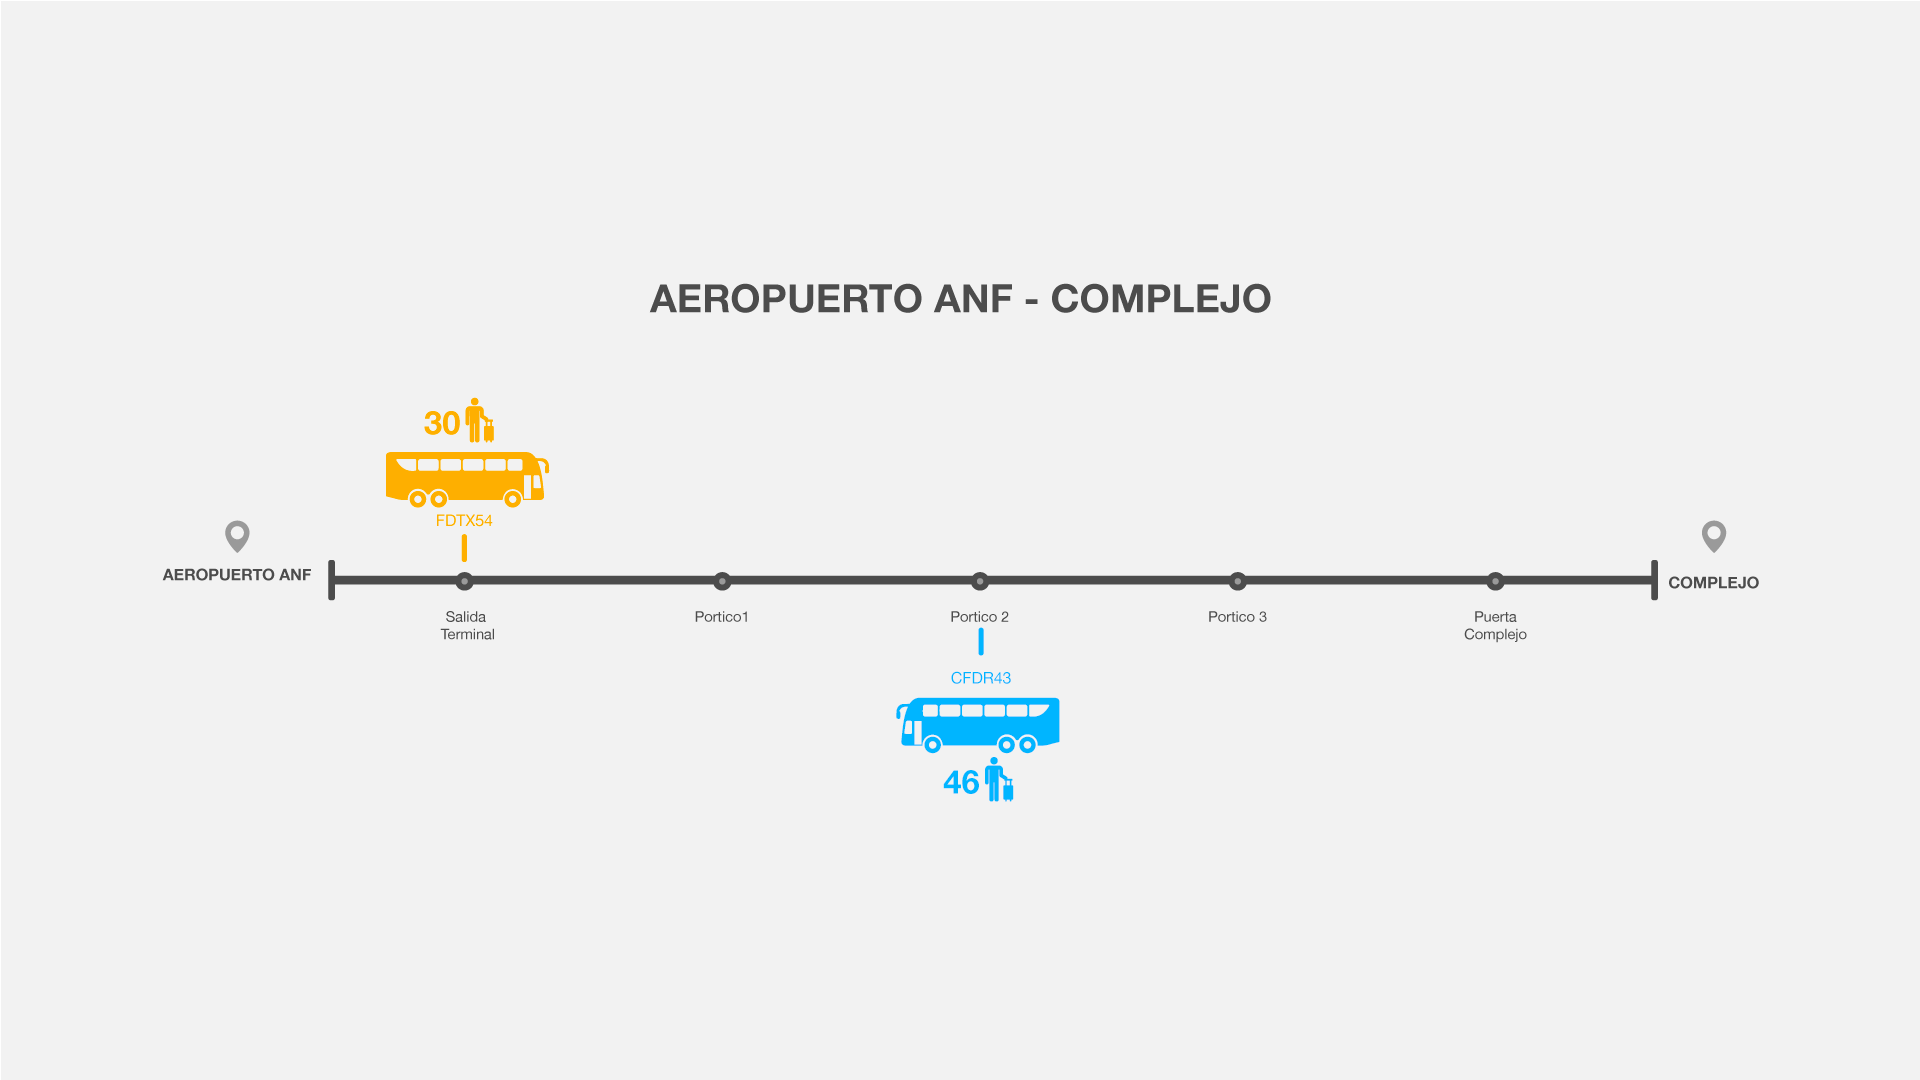 AEROPUERTO ANF - COMPLEJO
30
FDTX54
AEROPUERTO ANF
COMPLEJO
Salida
Terminal
Portico1
Portico 2
Portico 3
Puerta
Complejo
CFDR43
46